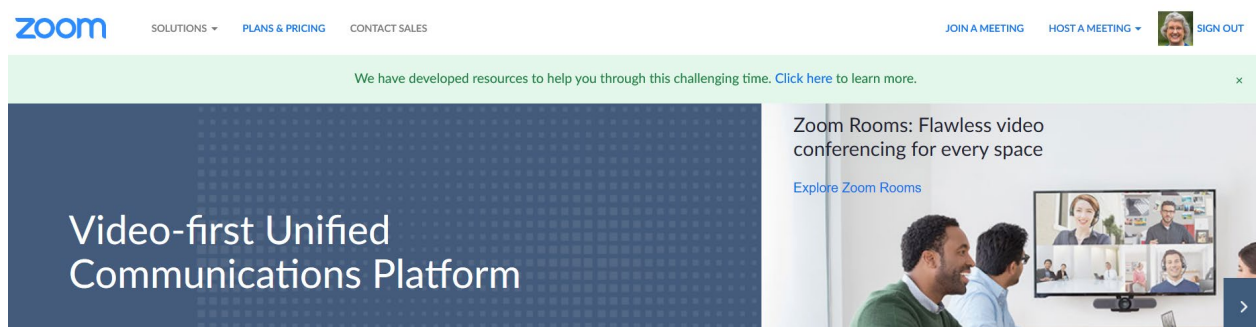 zoom
SOLUTIONS PLANS & PRICING CONTACT SALES JOIN A MEETING HOST A MEETING SIGN OUT
We have developed resources to help you through this challenging time. Click here to learn more. ×
Zoom Rooms: Flawless video
conferencing for every space
Explore Zoom Rooms
Video-first Unified
Communications Platform